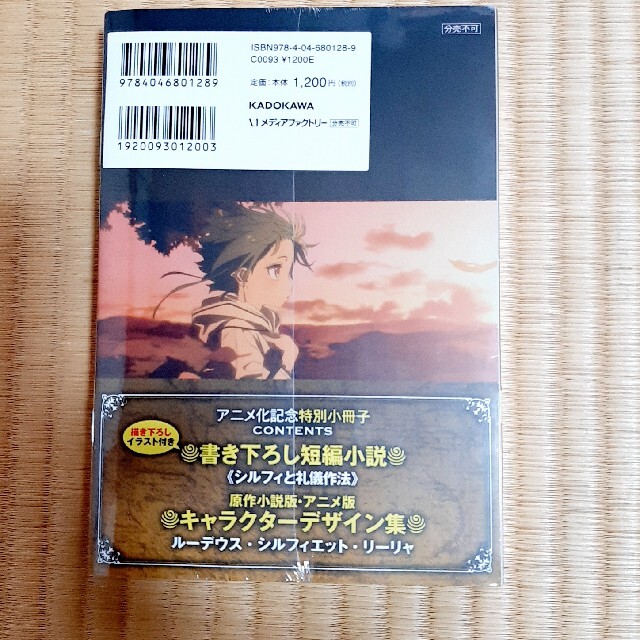 分売不可
ISBN978-4-04-680128-9
C0093 ¥1200E
9784046801289
定価：本体 1,200円 (税別)
KADOKAWA
メディアファクトリー 分売不可
1920093012003
アニメ化記念特別小冊子
CONTENTS
描き下ろし
イラスト付き
書き下ろし短編小説
《シルフィと礼儀作法》
原作小説版・アニメ版
キャラクターデザイン集
ルーデウス・シルフィエット・リーリャ